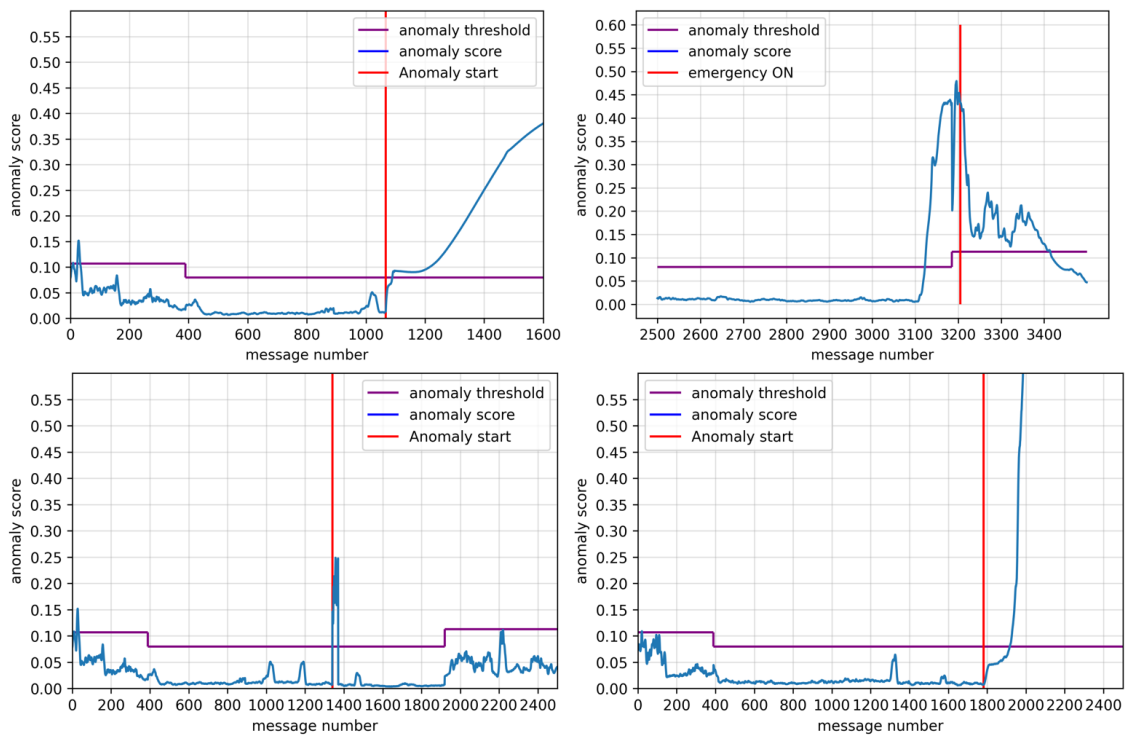 0.55
0.50
0.45
0.40
0.35
0.30
0.25
0.20
0.15
0.10
0.05
0.00
anomaly score
anomaly threshold
anomaly score
Anomaly start
0 200 400 600 800 1000 1200 1400 1600
message number
0.60
0.55
0.50
0.45
0.40
0.35
0.30
0.25
0.20
0.15
0.10
0.05
0.00
anomaly score
anomaly threshold
anomaly score
emergency ON
2500 2600 2700 2800 2900 3000 3100 3200 3300 3400
message number
0.55
0.50
0.45
0.40
0.35
0.30
0.25
0.20
0.15
0.10
0.05
0.00
anomaly score
anomaly threshold
anomaly score
Anomaly start
0 200 400 600 800 1000 1200 1400 1600 1800 2000 2200 2400
message number
0.55
0.50
0.45
0.40
0.35
0.30
0.25
0.20
0.15
0.10
0.05
0.00
anomaly score
anomaly threshold
anomaly score
Anomaly start
0 200 400 600 800 1000 1200 1400 1600 1800 2000 2200 2400
message number